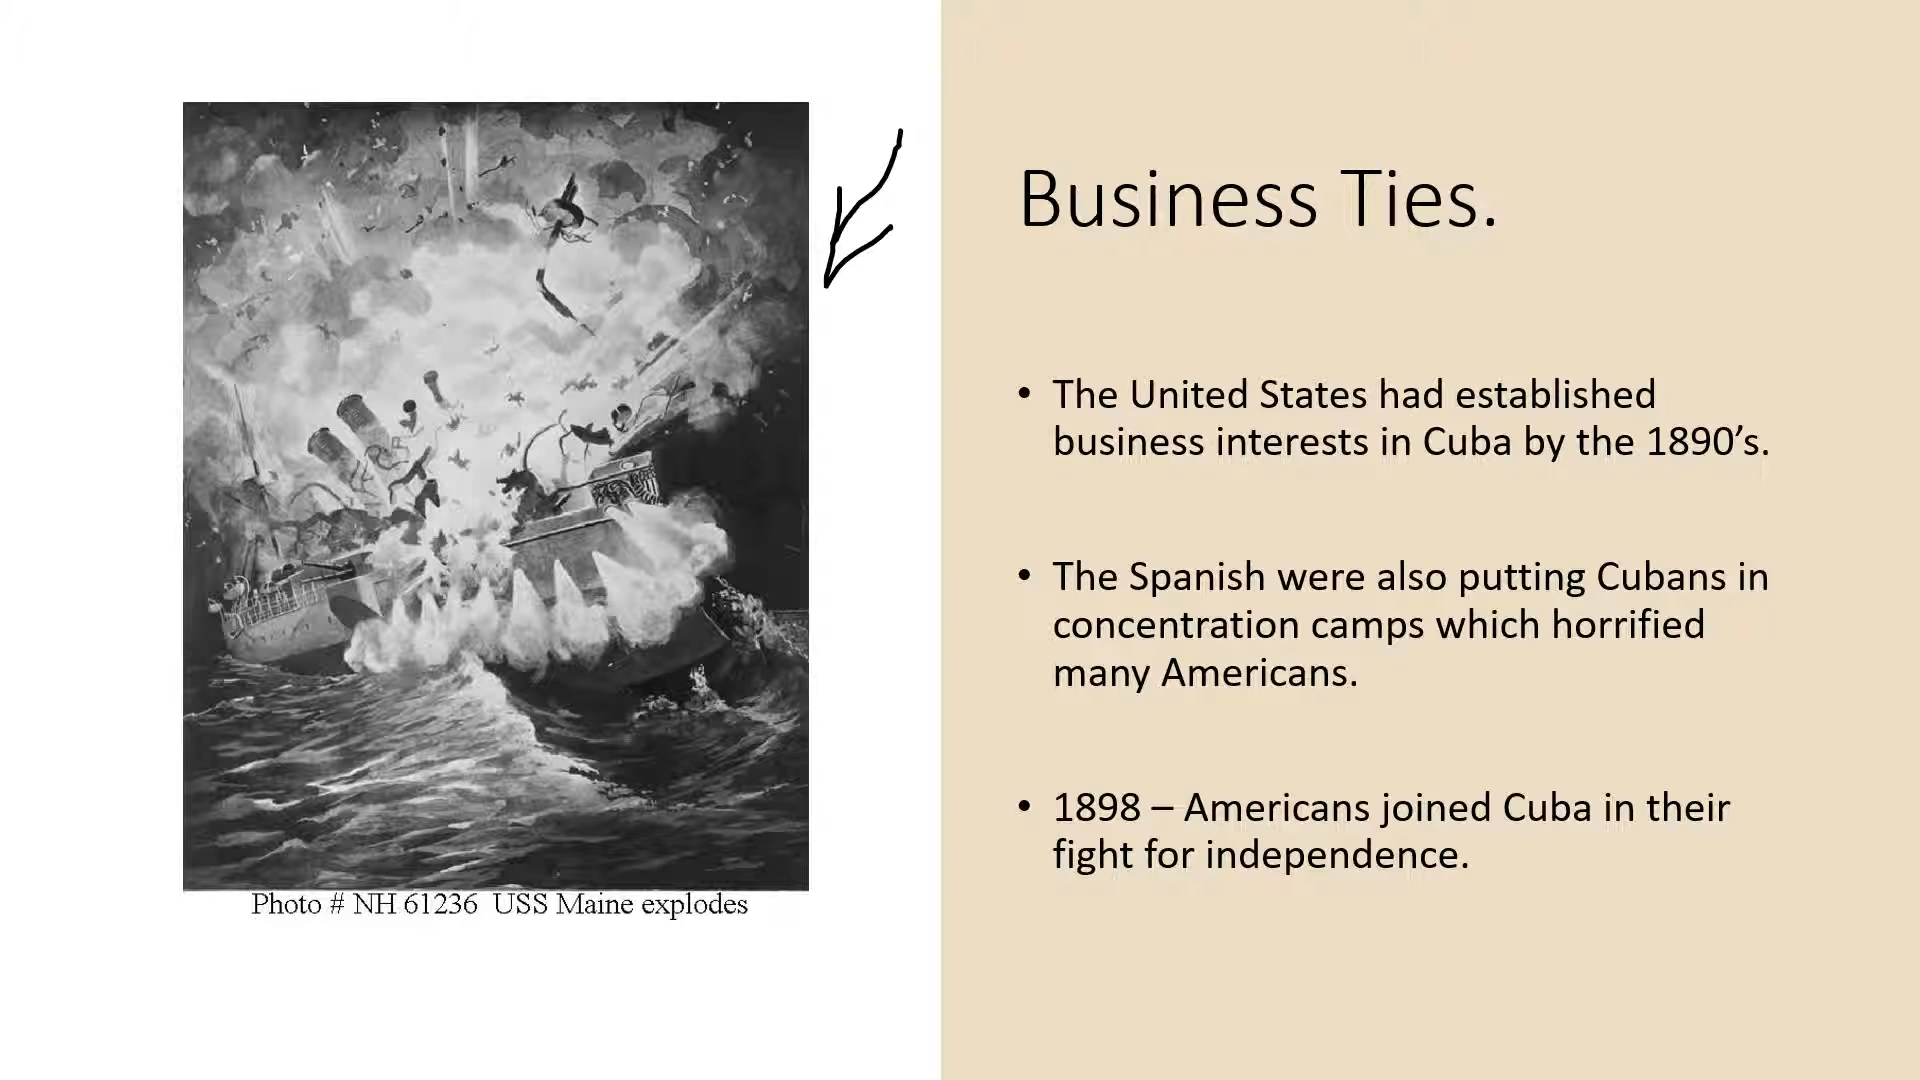 Business Ties.
• The United States had established
business interests in Cuba by the 1890’s.
• The Spanish were also putting Cubans in
concentration camps which horrified
many Americans.
• 1898 – Americans joined Cuba in their
fight for independence.
Photo # NH 61236  USS Maine explodes